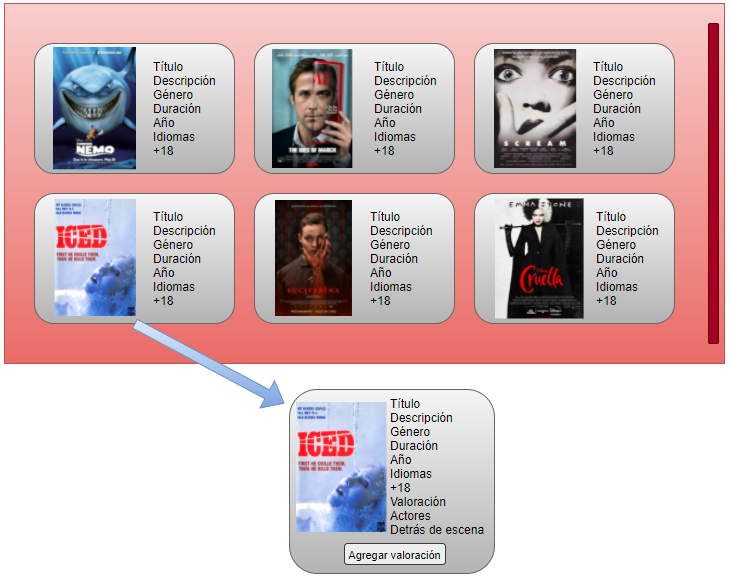 FINDING
NEMO
Título
Descripción
Género
Duración
Año
Idiomas
+18
THE IDES OF MARCH
Título
Descripción
Género
Duración
Año
Idiomas
+18
SCREAM
Título
Descripción
Género
Duración
Año
Idiomas
+18
ICED
FIRST HE CHILLS THEM.
THEN HE KILLS THEM.
Título
Descripción
Género
Duración
Año
Idiomas
+18
LUCIFERINA
Título
Descripción
Género
Duración
Año
Idiomas
+18
EMMA STONE
Disney
Cruella
Título
Descripción
Género
Duración
Año
Idiomas
+18
ICED
FIRST HE CHILLS THEM.
THEN HE KILLS THEM.
Título
Descripción
Género
Duración
Año
Idiomas
+18
Valoración
Actores
Detrás de escena
Agregar valoración